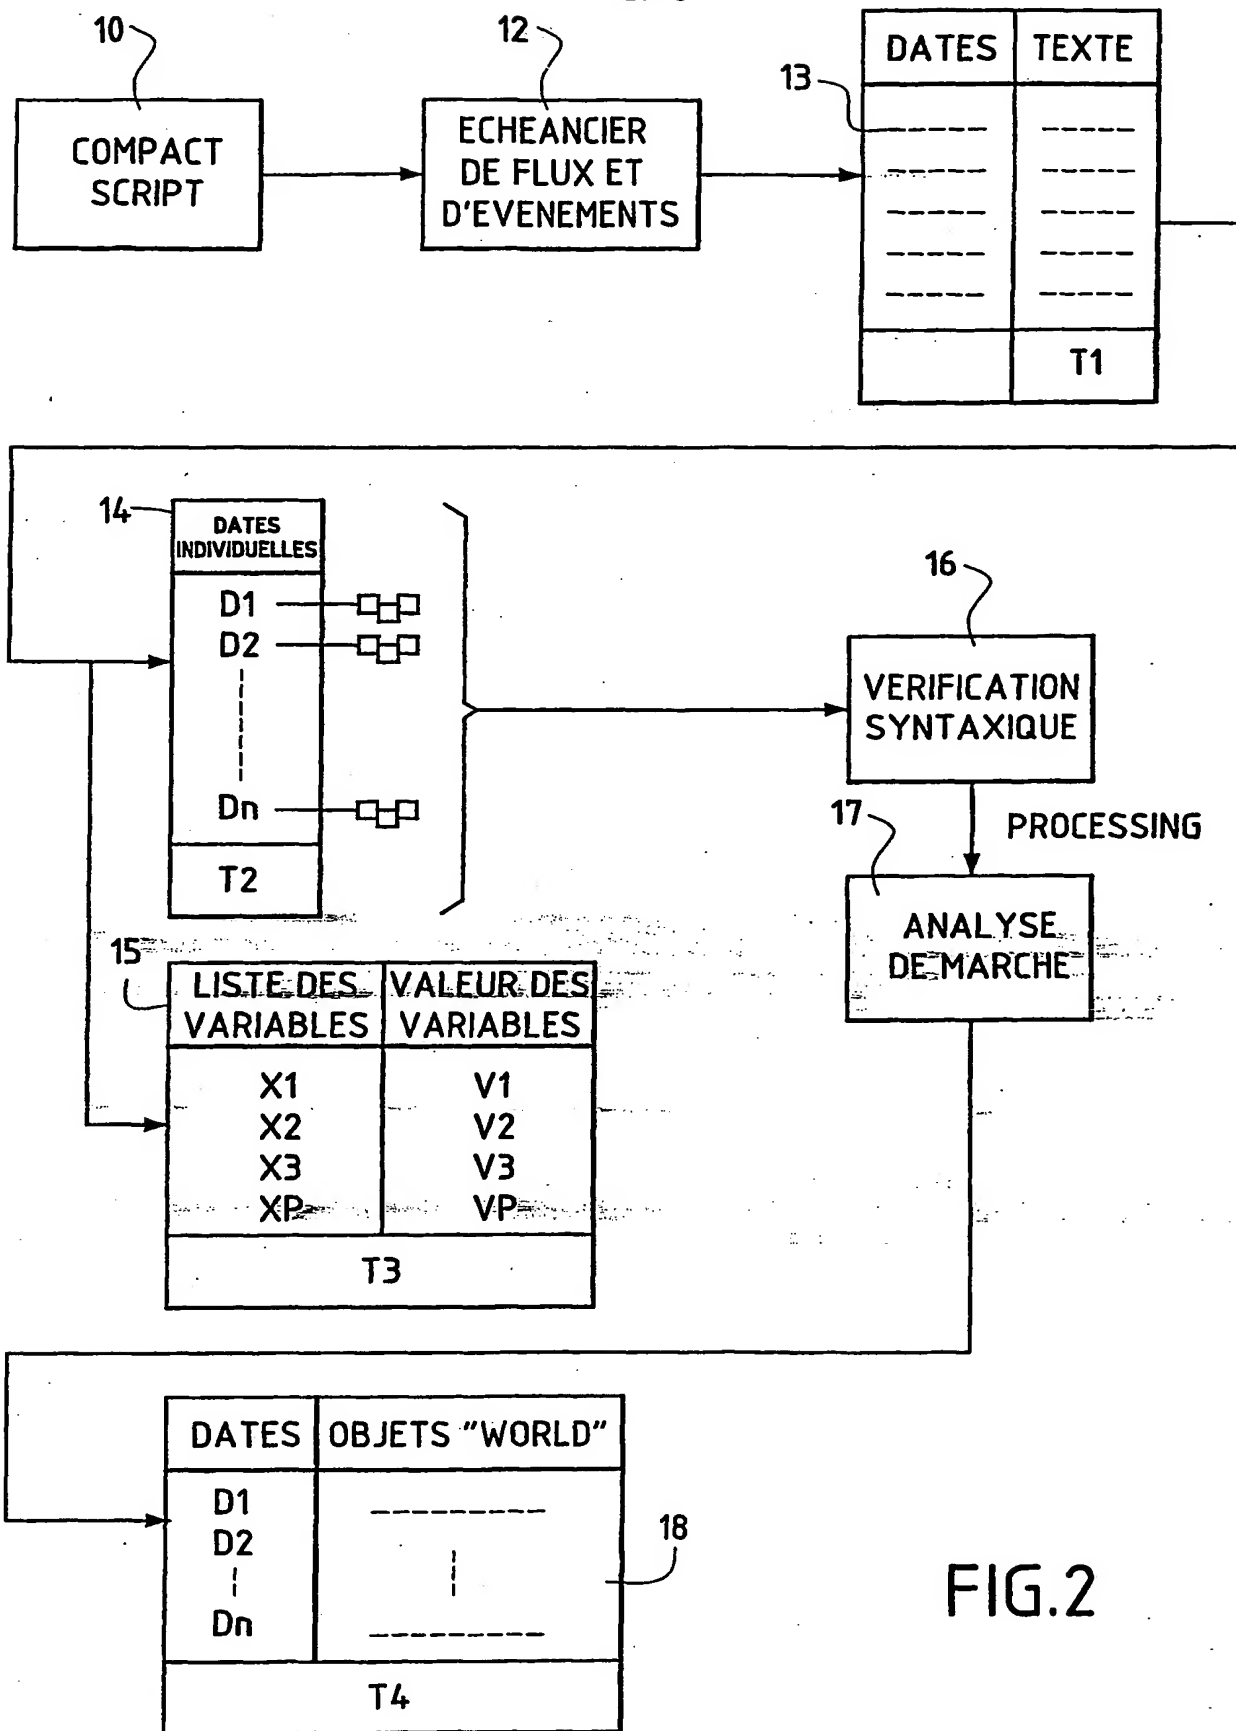 10
12
COMPACT
SCRIPT
ECHEANCIER
DE FLUX ET
D'EVENEMENTS
13
DATES TEXTE
T1
14
DATES
INDIVIDUELLES
D1
D2
Dn
T2
16
VERIFICATION
SYNTAXIQUE
PROCESSING
17
ANALYSE
DE MARCHE
15
LISTE DES
VARIABLES
VALEUR DES
VARIABLES
X1 V1
X2 V2
X3 V3
XP VP
T3
DATES OBJETS "WORLD"
D1
D2
Dn
18
T4
FIG.2